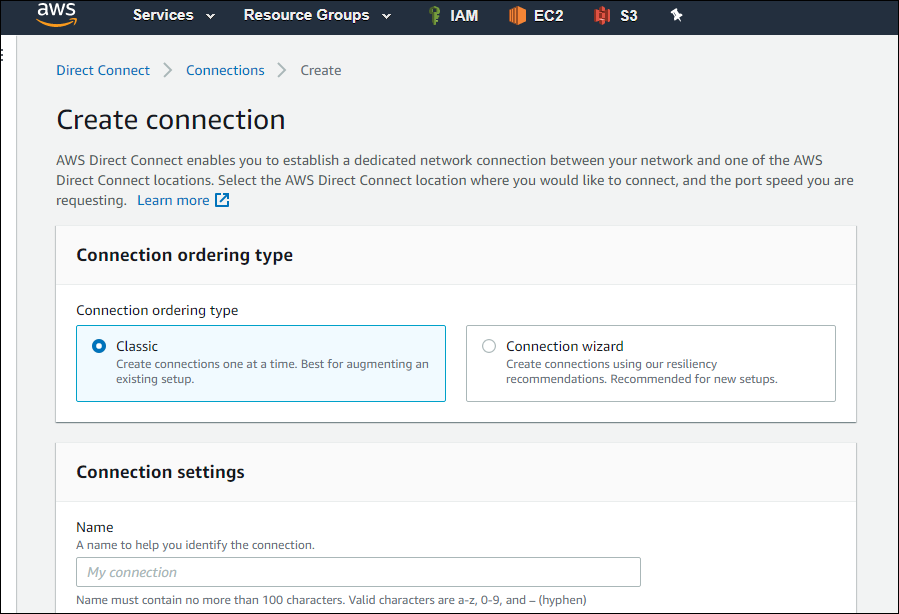 aws Services Resource Groups IAM EC2 S3
Direct Connect Connections Create
Create connection
AWS Direct Connect enables you to establish a dedicated network connection between your network and one of the AWS
Direct Connect locations. Select the AWS Direct Connect location where you would like to connect, and the port speed you are
requesting. Learn more
Connection ordering type
Connection ordering type
Classic
Create connections one at a time. Best for augmenting an
existing setup.
Connection wizard
Create connections using our resiliency
recommendations. Recommended for new setups.
Connection settings
Name
A name to help you identify the connection.
My connection
Name must contain no more than 100 characters. Valid characters are a-z, 0-9, and – (hyphen)